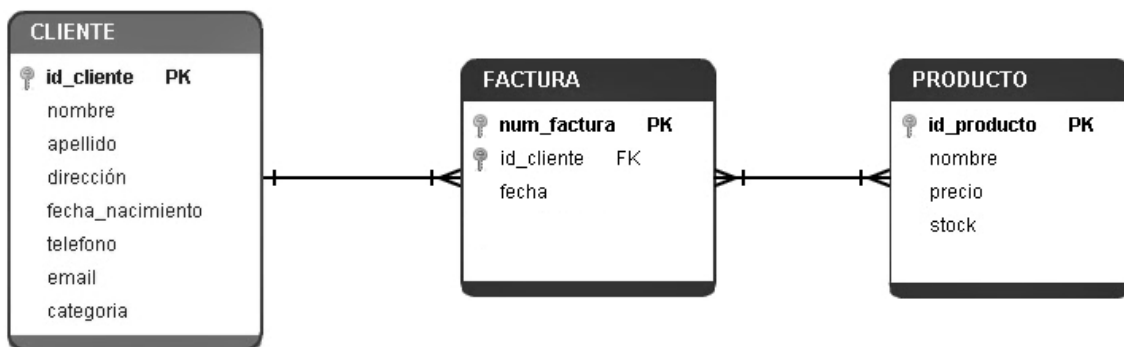 CLIENTE
id_cliente PK
nombre
apellido
dirección
fecha_nacimiento
telefono
email
categoria
FACTURA
num_factura PK
id_cliente FK
fecha
PRODUCTO
id_producto PK
nombre
precio
stock